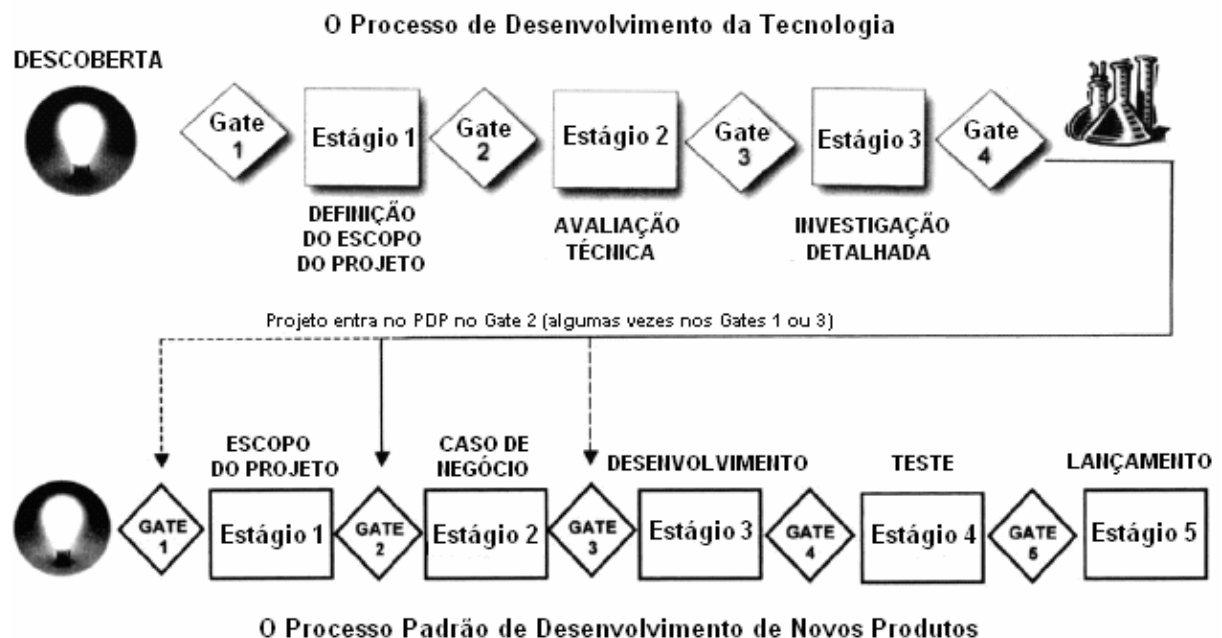 O Processo de Desenvolvimento da Tecnologia
DESCOBERTA
Gate
1
Estágio 1
Gate
2
Estágio 2
Gate
3
Estágio 3
Gate
4
DEFINIÇÃO
DO ESCOPO
DO PROJETO
AVALIAÇÃO
TÉCNICA
INVESTIGAÇÃO
DETALHADA
Projeto entra no PDP no Gate 2 (algumas vezes nos Gates 1 ou 3)
ESCOPO
DO PROJETO
CASO DE
NEGÓCIO
DESENVOLVIMENTO
TESTE
LANÇAMENTO
GATE
1
Estágio 1
GATE
2
Estágio 2
GATE
3
Estágio 3
GATE
4
Estágio 4
GATE
5
Estágio 5
O Processo Padrão de Desenvolvimento de Novos Produtos